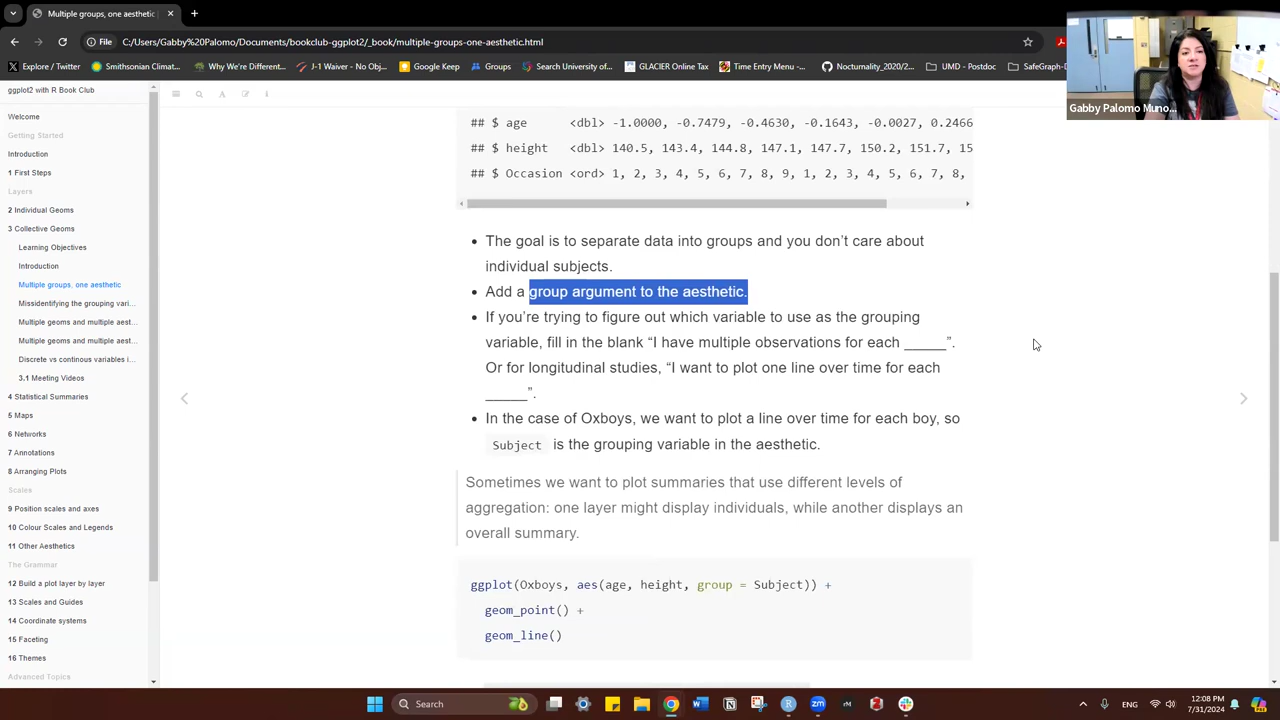 Multiple groups, one aesthetic
File
C:/Users/Gabby%20Palomo/Documents/bookclub-ggplot2/_book/multiple-groups-one-aesthetic.html
Explore / Twitter
Smithsonian Climat...
Why We're Different...
J-1 Waiver - No Obj...
Google Keep
Fish | University of...
GLACIER Online Tax
Time Entry Menu -...
Nocturnality_2020/2...
UMD - Postdoc
SafeGraph-D
Gabby Palomo Muno...
ggplot2 with R Book Club
Welcome
Getting Started
Introduction
1 First Steps
Layers
2 Individual Geoms
3 Collective Geoms
Learning Objectives
Introduction
Multiple groups, one aesthetic
Missidentifying the grouping vari...
Multiple geoms and multiple aest...
Multiple geoms and multiple aest...
Discrete vs continous variables i...
3.1 Meeting Videos
4 Statistical Summaries
5 Maps
6 Networks
7 Annotations
8 Arranging Plots
Scales
9 Position scales and axes
10 Colour Scales and Legends
11 Other Aesthetics
The Grammar
12 Build a plot layer by layer
13 Scales and Guides
14 Coordinate systems
15 Faceting
16 Themes
Advanced Topics
## $ age      <dbl> -1.0000, -0.7479, -0.4630, -0.1643, -0.0027, 0.2466
## $ height   <dbl> 140.5, 143.4, 144.8, 147.1, 147.7, 150.2, 151.7, 15
## $ Occasion <ord> 1, 2, 3, 4, 5, 6, 7, 8, 9, 1, 2, 3, 4, 5, 6, 7, 8,
• The goal is to separate data into groups and you don't care about
individual subjects.
• Add a group argument to the aesthetic.
• If you're trying to figure out which variable to use as the grouping
variable, fill in the blank “I have multiple observations for each _____”.
Or for longitudinal studies, “I want to plot one line over time for each
_____”.
• In the case of Oxboys, we want to plot a line over time for each boy, so
Subject is the grouping variable in the aesthetic.
Sometimes we want to plot summaries that use different levels of
aggregation: one layer might display individuals, while another displays an
overall summary.
ggplot(Oxboys, aes(age, height, group = Subject)) +
geom_point() +
geom_line()
Search
ENG
12:08 PM
7/31/2024